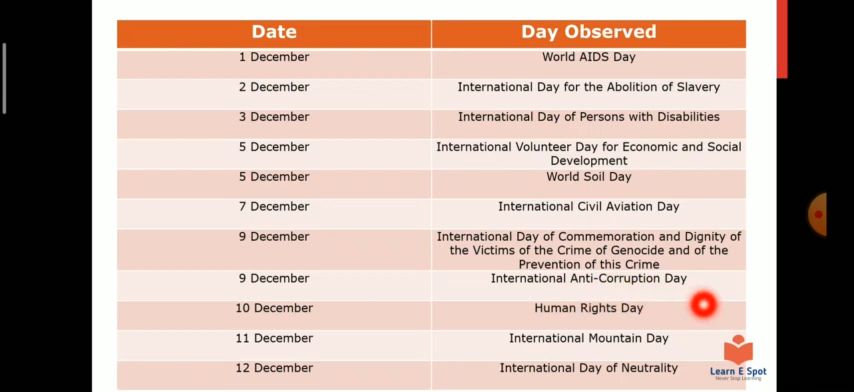 Date Day Observed
1 December World AIDS Day
2 December International Day for the Abolition of Slavery
3 December International Day of Persons with Disabilities
5 December International Volunteer Day for Economic and Social
Development
5 December World Soil Day
7 December International Civil Aviation Day
9 December International Day of Commemoration and Dignity of
the Victims of the Crime of Genocide and of the
Prevention of this Crime
9 December International Anti-Corruption Day
10 December Human Rights Day
11 December International Mountain Day
12 December International Day of Neutrality
Learn E Spot
Never Stop Learning